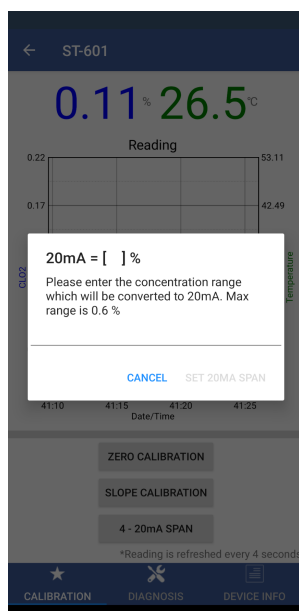 ST-601
0.11 % 26.5 ℃
Reading
0.22 53.11
0.17 42.49
CLO2
Temperature
20mA = [ ] %
Please enter the concentration range
which will be converted to 20mA. Max
range is 0.6 %
CANCEL SET 20MA SPAN
41:10 41:15 41:20 41:25
Date/Time
ZERO CALIBRATION
SLOPE CALIBRATION
4 - 20mA SPAN
*Reading is refreshed every 4 seconds
CALIBRATION DIAGNOSIS DEVICE INFO